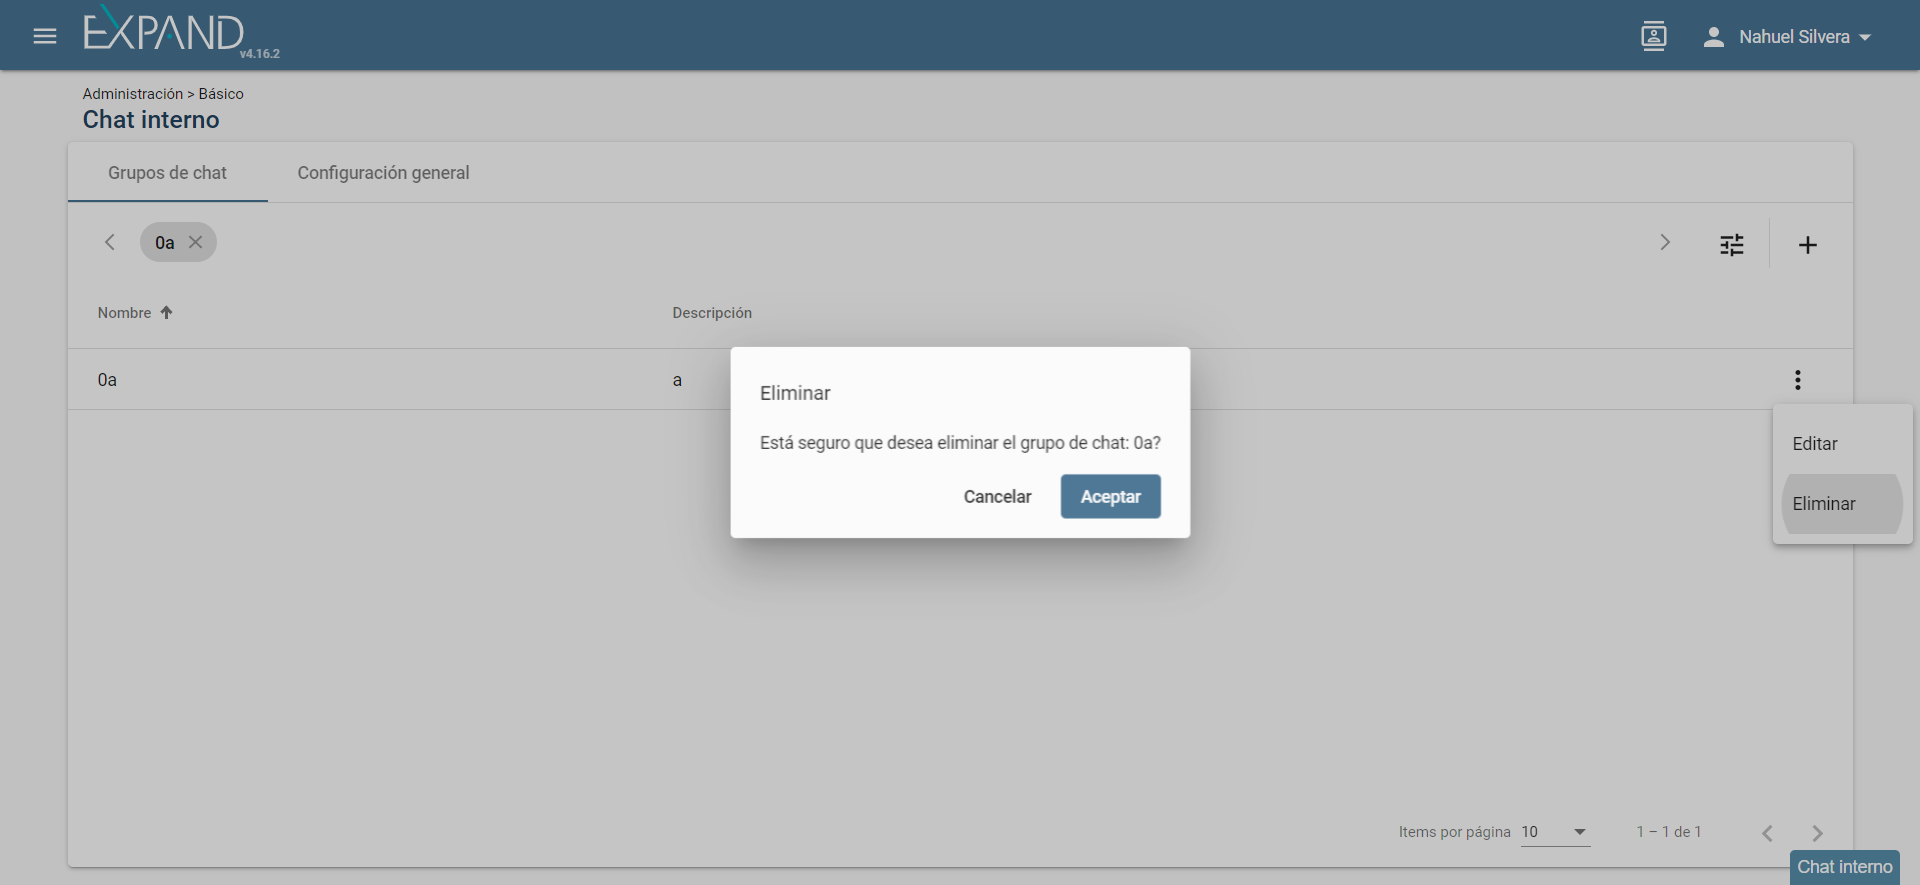 EXPAND
v4.16.2
Nahuel Silvera
Administración > Básico
Chat interno
Grupos de chat
Configuración general
0a
Nombre
Descripción
0a
a
Eliminar
Está seguro que desea eliminar el grupo de chat: 0a?
Cancelar
Aceptar
Editar
Eliminar
Items por página 10
1 – 1 de 1
Chat interno